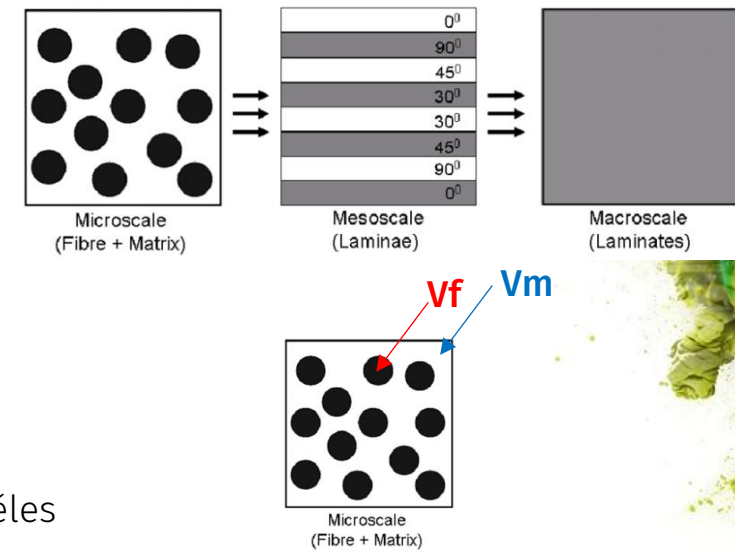 0⁰
90⁰
45⁰
30⁰
30⁰
45⁰
90⁰
0⁰
Microscale
(Fibre + Matrix)
Mesoscale
(Laminae)
Macroscale
(Laminates)
Vf
Vm
éles
Microscale
(Fibre + Matrix)